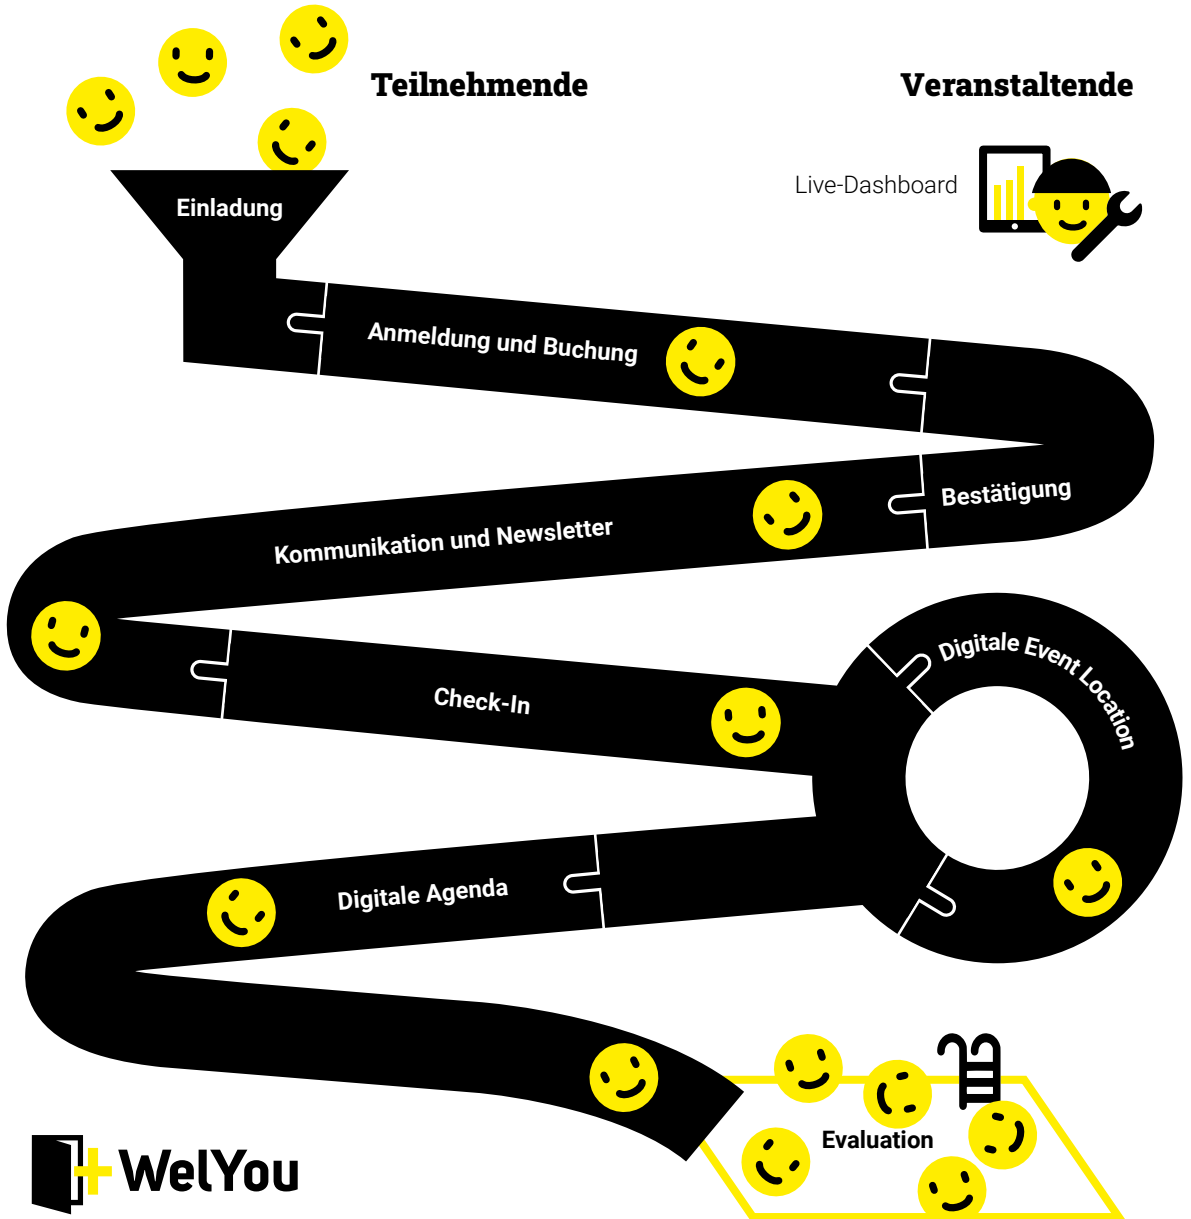 Teilnehmende
Veranstaltende
Live-Dashboard
Einladung
Anmeldung und Buchung
Bestätigung
Kommunikation und Newsletter
Check-In
Digitale Event Location
Digitale Agenda
Evaluation
WelYou